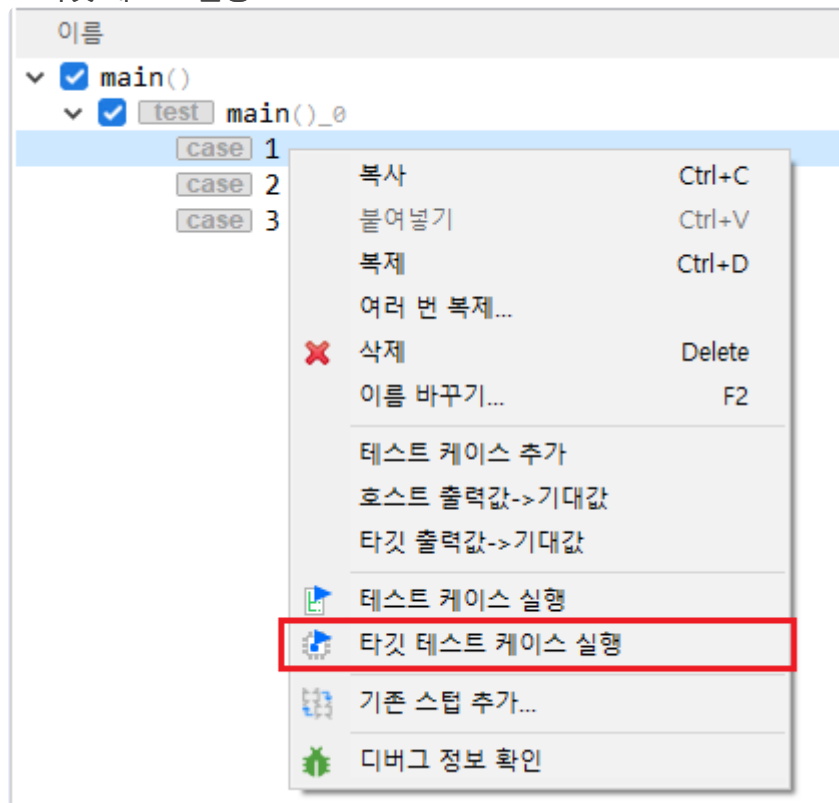 이름
main()
test main()_0
case 1
case 2
case 3
복사 Ctrl+C
붙여넣기 Ctrl+V
복제 Ctrl+D
여러 번 복제...
삭제 Delete
이름 바꾸기... F2
테스트 케이스 추가
호스트 출력값->기대값
타깃 출력값->기대값
테스트 케이스 실행
타깃 테스트 케이스 실행
기존 스텁 추가...
디버그 정보 확인